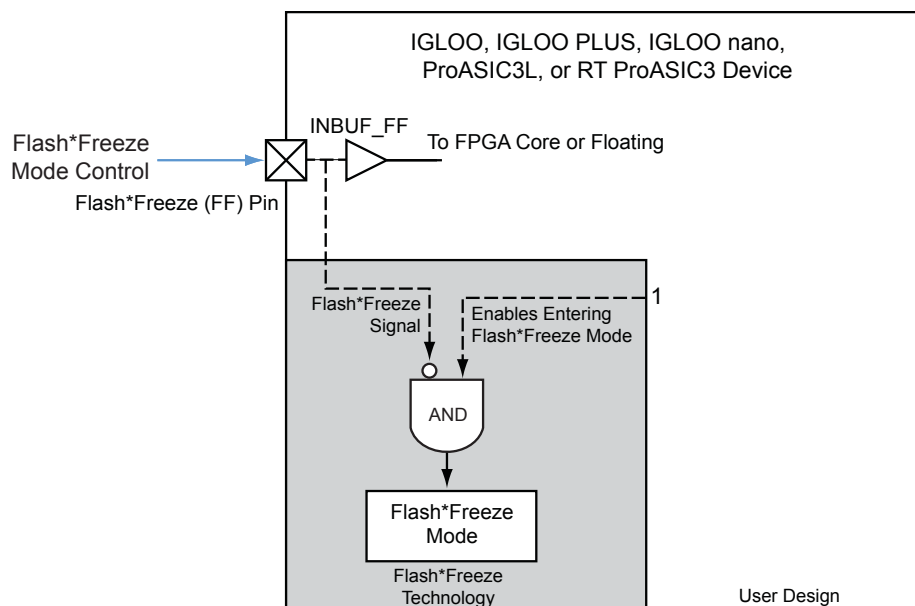 IGLOO, IGLOO PLUS, IGLOO nano,
ProASIC3L, or RT ProASIC3 Device
INBUF_FF
To FPGA Core or Floating
Flash*Freeze
Mode Control
Flash*Freeze (FF) Pin
1
Flash*Freeze
Signal
Enables Entering
Flash*Freeze Mode
AND
Flash*Freeze
Mode
Flash*Freeze
Technology
User Design